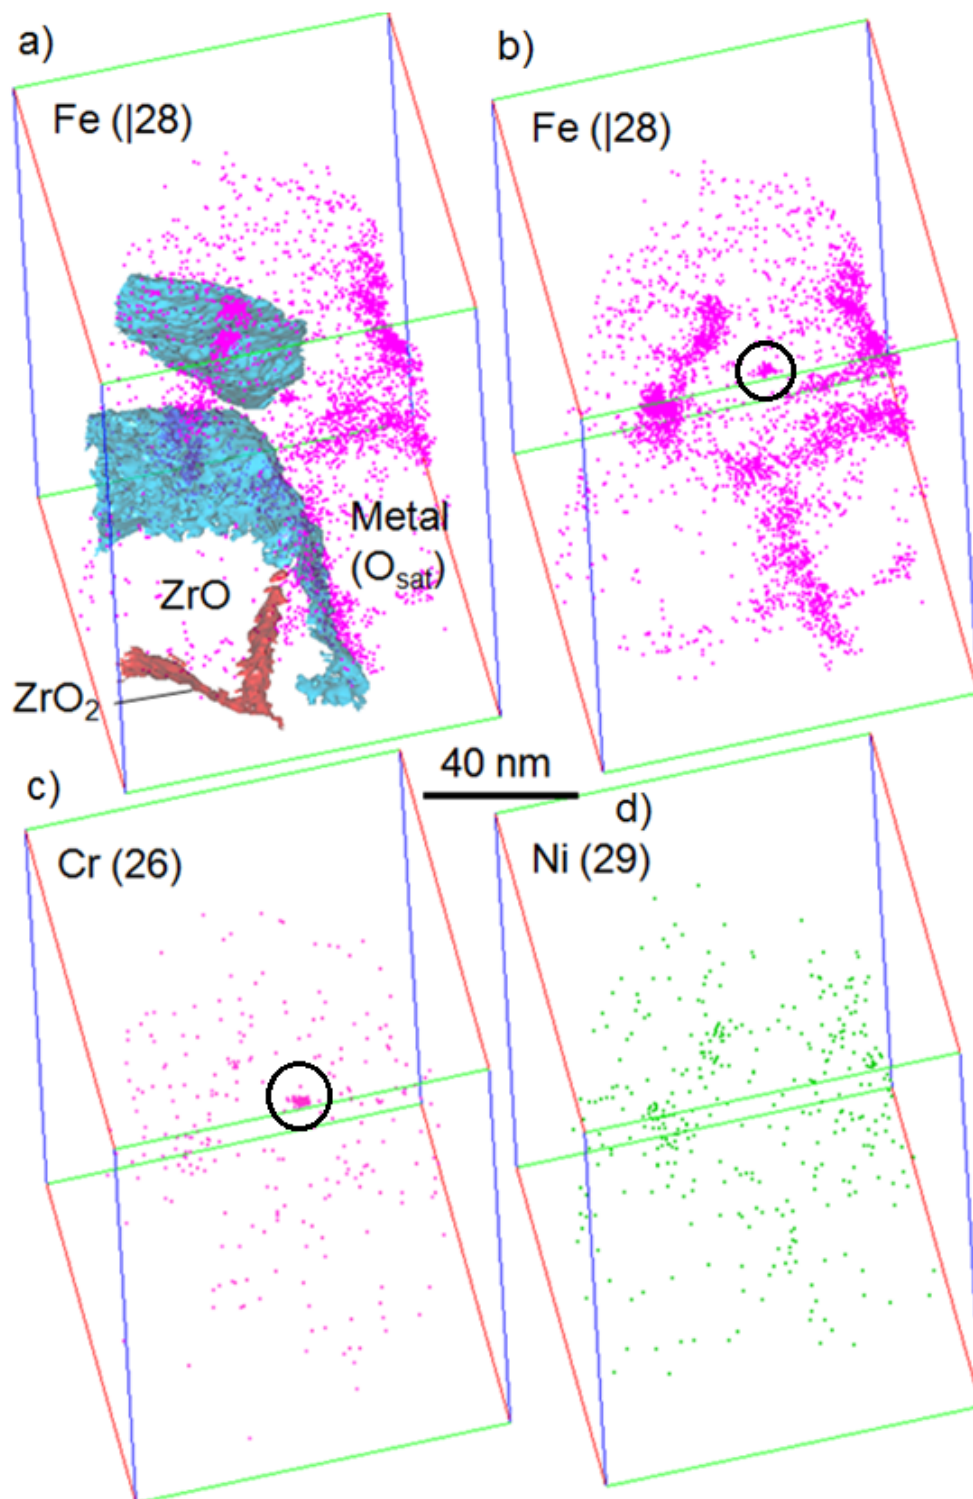 a)
Fe (|28)
b)
Fe (|28)
Metal
(Osat)
ZrO
ZrO2
c)
40 nm
Cr (26)
d)
Ni (29)